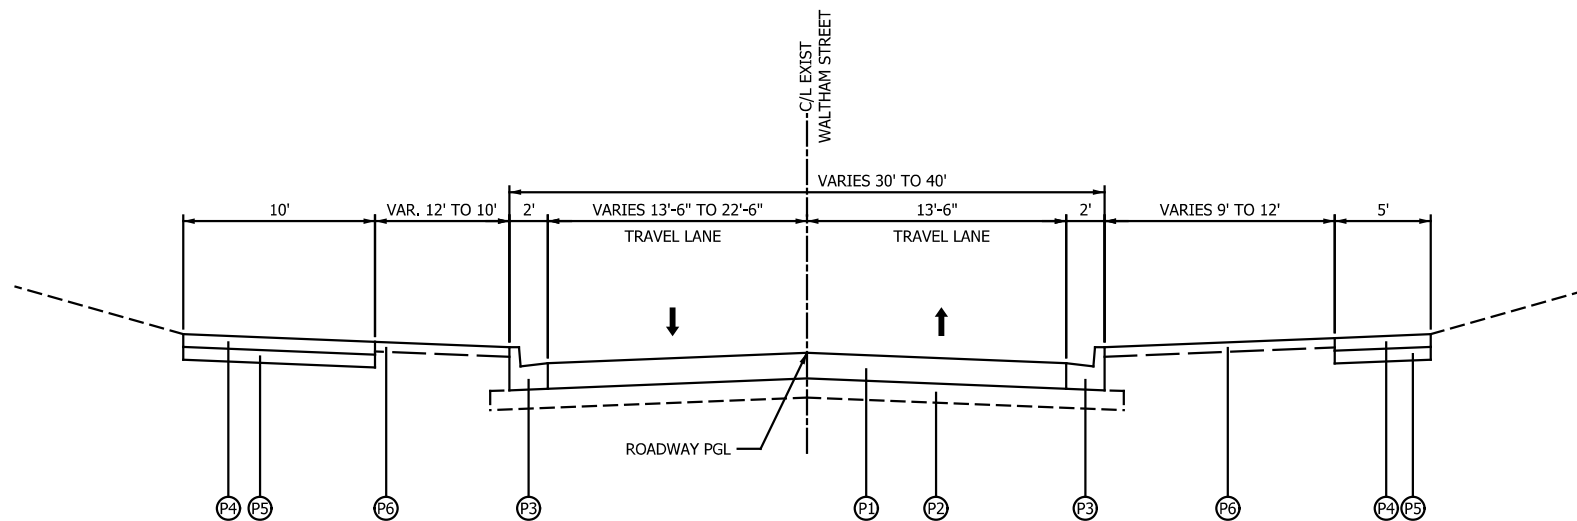 C/L EXIST
WALTHAM STREET
VARIES 30' TO 40'
10'
VAR. 12' TO 10'
2'
VARIES 13'-6" TO 22'-6"
13'-6"
2'
VARIES 9' TO 12'
5'
TRAVEL LANE
TRAVEL LANE
ROADWAY PGL
P4
P5
P6
P3
P1
P2
P3
P6
P4
P5